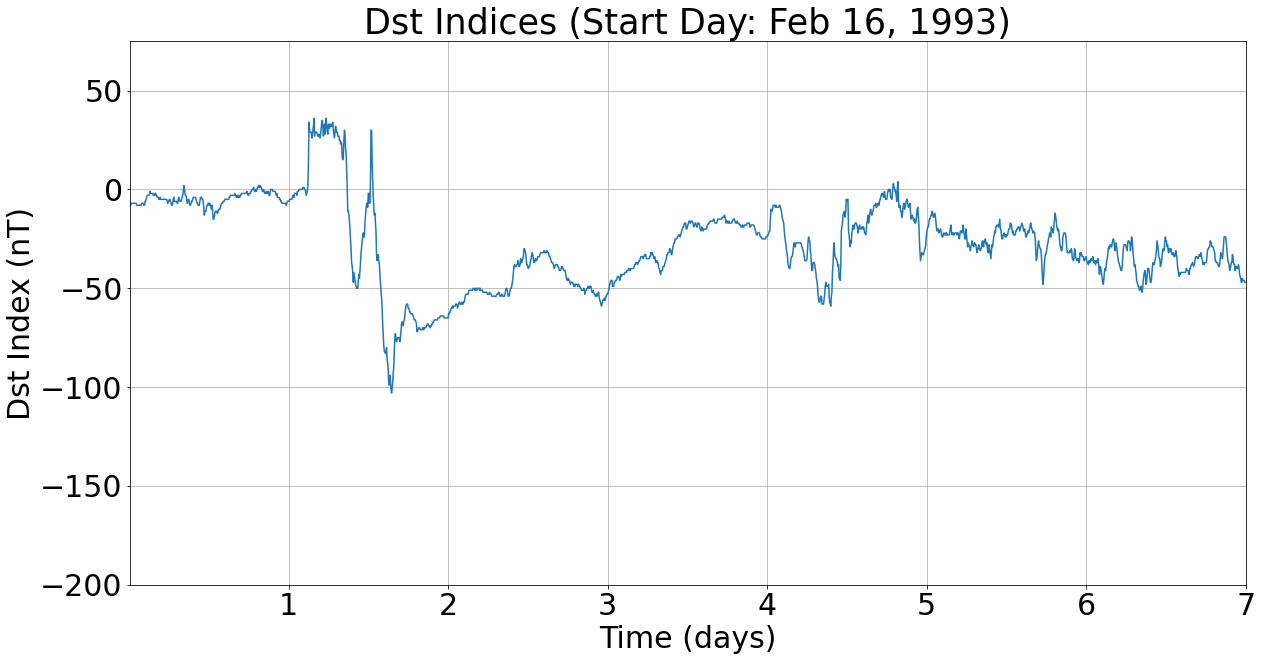 Dst Indices (Start Day: Feb 16, 1993)
50
0
−50
−100
−150
−200
Dst Index (nT)
1 2 3 4 5 6 7
Time (days)